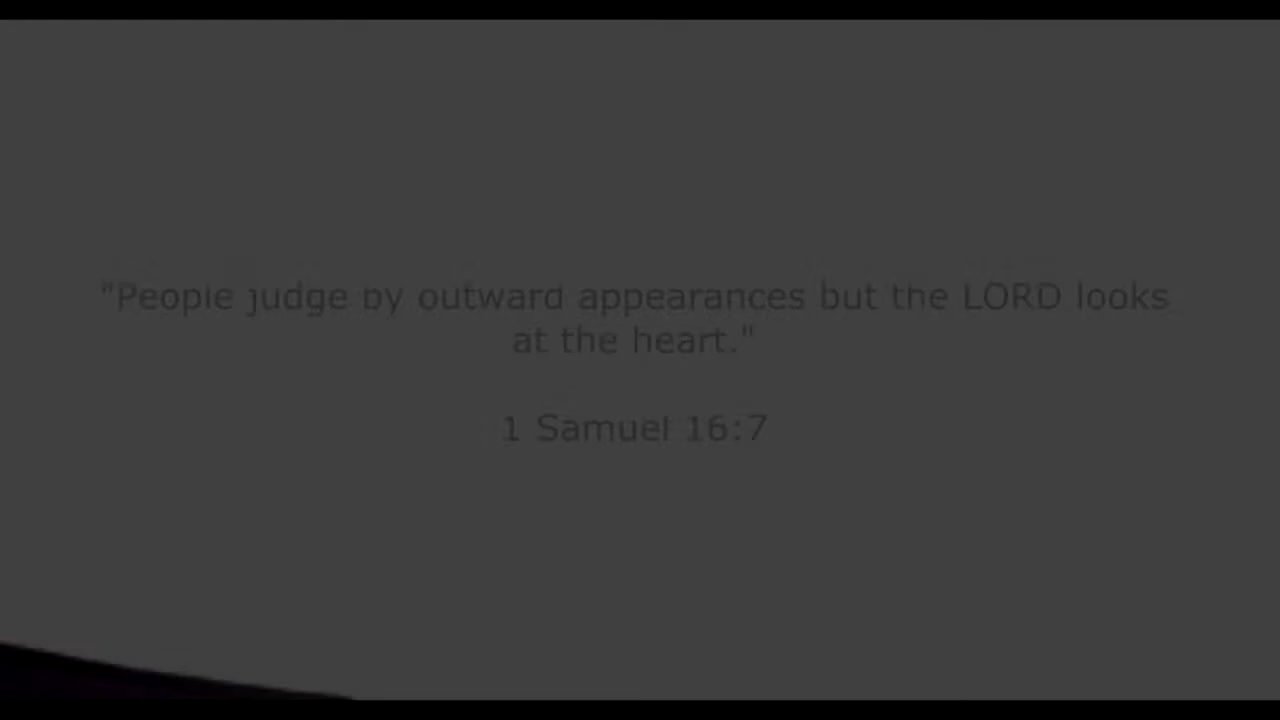 "People judge by outward appearances but the LORD looks
at the heart."
1 Samuel 16:7